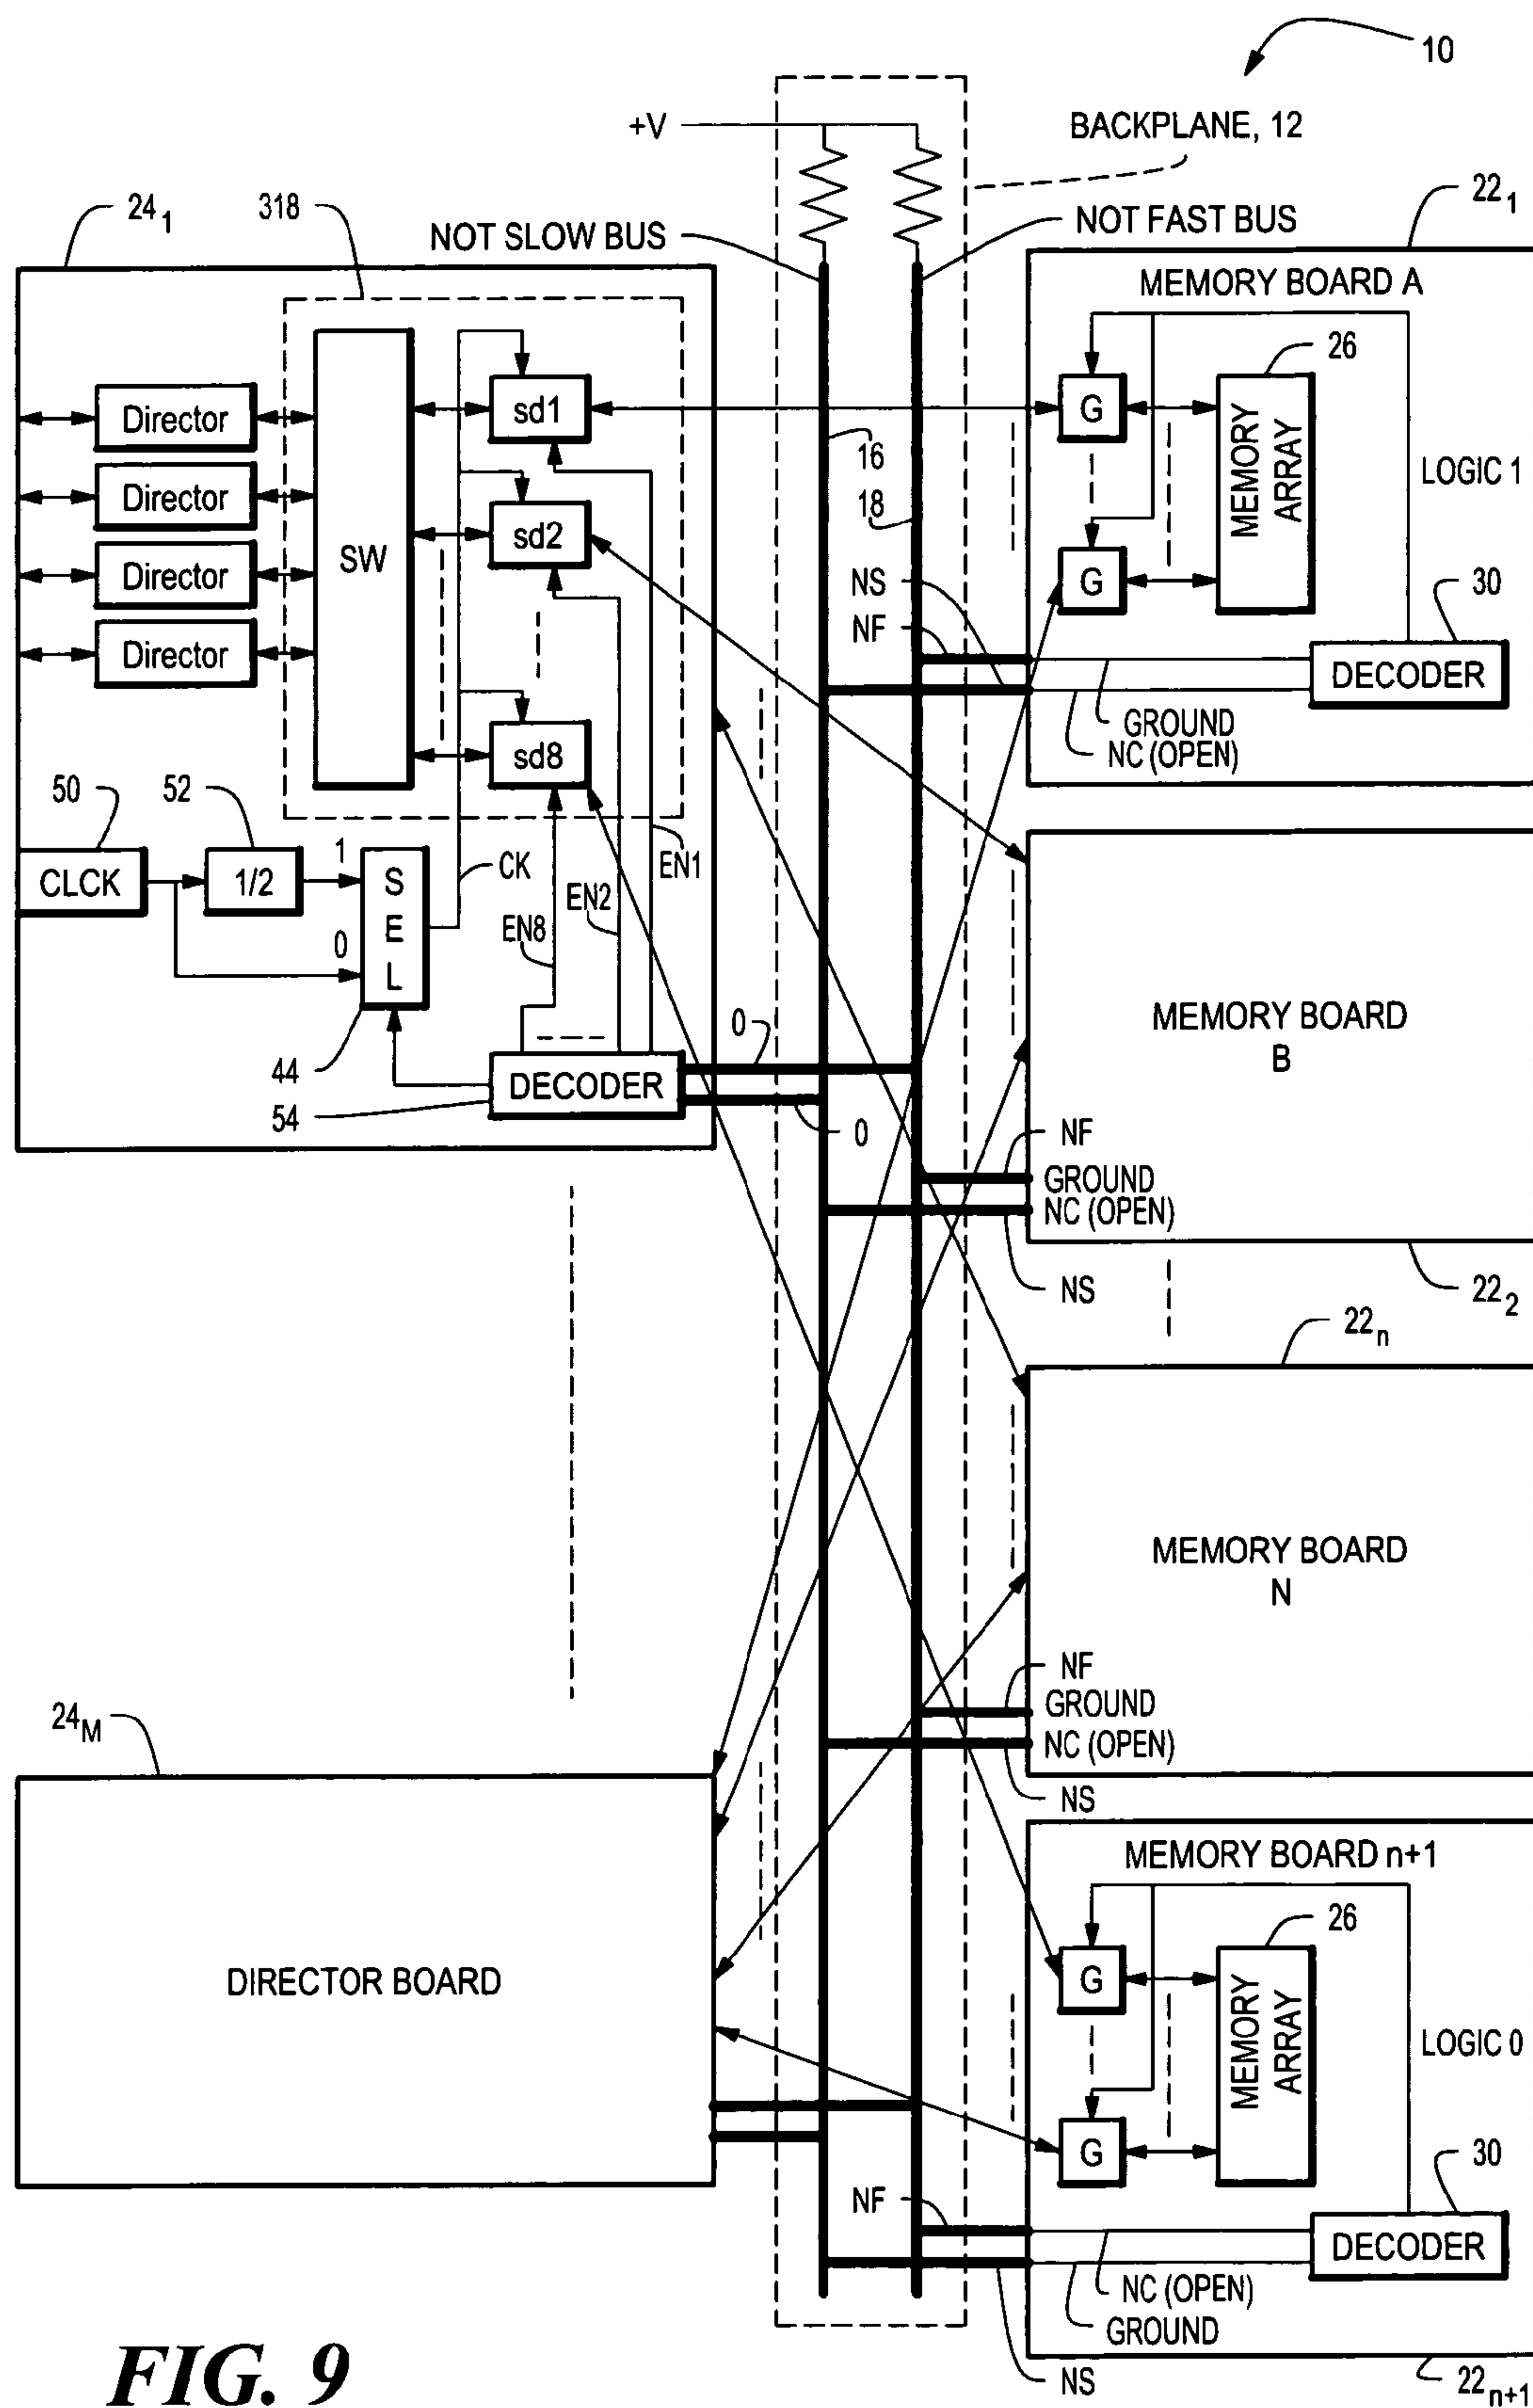 10
+V
BACKPLANE, 12
24₁
318
NOT SLOW BUS
NOT FAST BUS
22₁
MEMORY BOARD A
26
Director
Director
Director
Director
SW
sd1
sd2
sd8
16
18
G
G
MEMORY ARRAY
LOGIC 1
NS
NF
30
DECODER
GROUND
NC (OPEN)
50
52
CLCK
1/2
1
0
S
E
L
CK
EN8
EN2
EN1
44
54
DECODER
0
0
MEMORY BOARD
B
NF
GROUND
NC (OPEN)
NS
22₂
22ₙ
MEMORY BOARD
N
NF
GROUND
NC (OPEN)
NS
24M
DIRECTOR BOARD
MEMORY BOARD n+1
26
G
G
MEMORY ARRAY
LOGIC 0
NF
30
DECODER
NC (OPEN)
GROUND
NS
22ₙ₊₁
FIG. 9